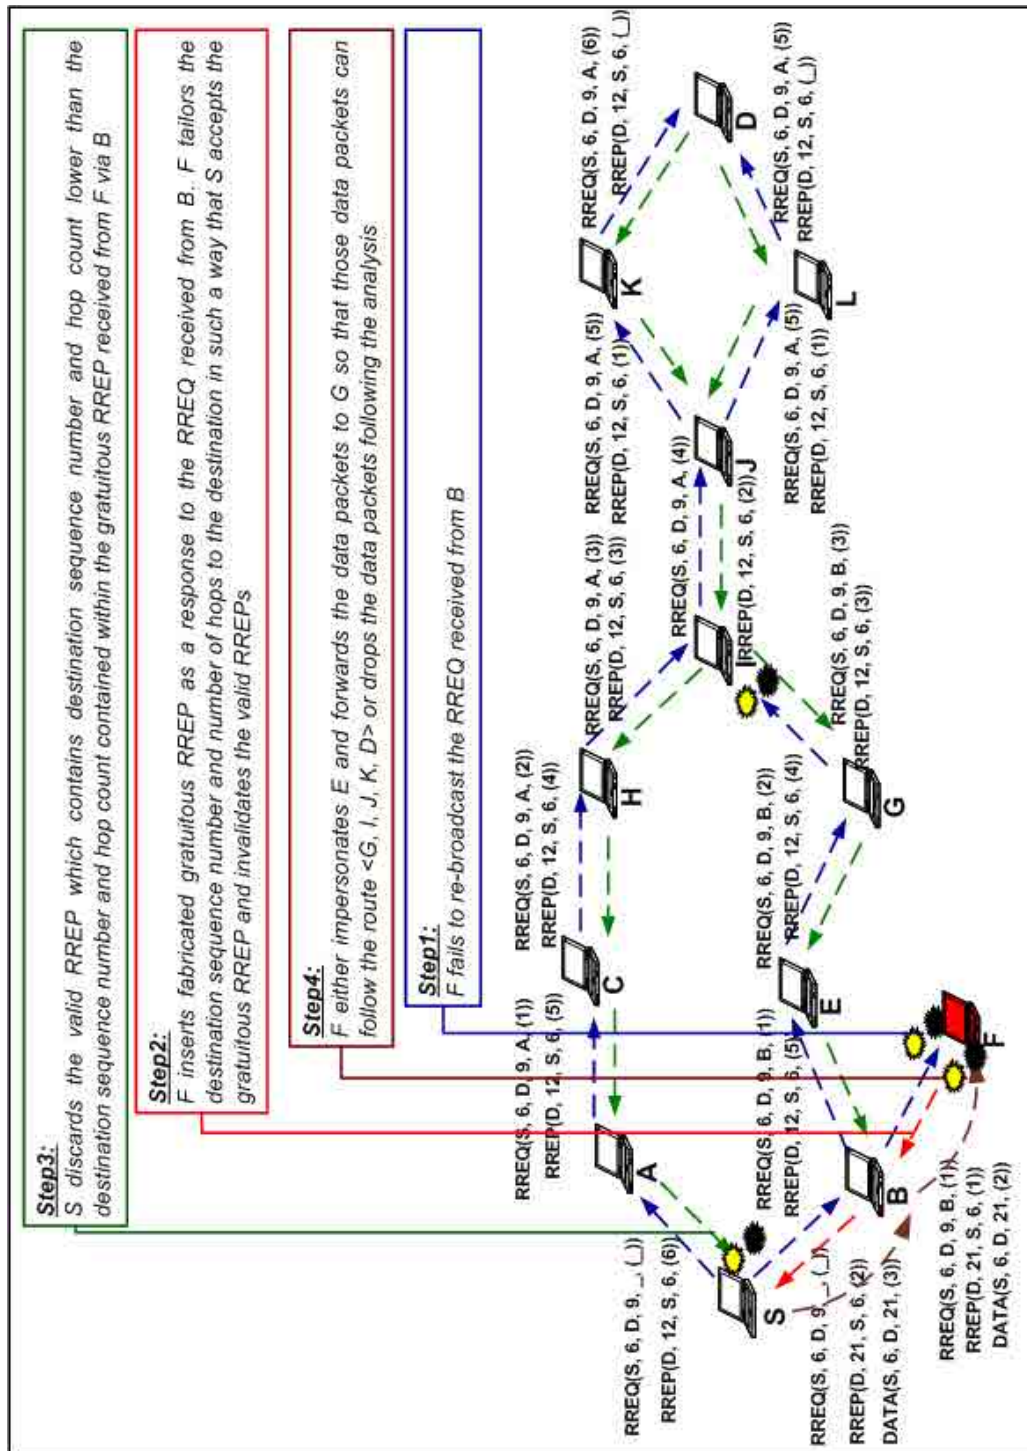 Step3:
S discards the valid RREP which contains destination sequence number and hop count lower than the
destination sequence number and hop count contained within the gratuitous RREP received from F via B
Step2:
F inserts fabricated gratuitous RREP as a response to the RREQ received from B. F tailors the
destination sequence number and number of hops to the destination in such a way that S accepts the
gratuitous RREP and invalidates the valid RREPs
Step4:
F either impersonates E and forwards the data packets to G so that those data packets can
follow the route <G, I, J, K, D> or drops the data packets following the analysis
Step1:
F fails to re-broadcast the RREQ received from B
RREQ(S, 6, D, 9, A, (1))
RREP(D, 12, S, 6, (5))
RREQ(S, 6, D, 9, A, (2))
RREP(D, 12, S, 6, (4))
RREQ(S, 6, D, 9, A, (3))
RREP(D, 12, S, 6, (3))
RREQ(S, 6, D, 9, A, (5))
RREP(D, 12, S, 6, (1))
RREQ(S, 6, D, 9, A, (6))
RREP(D, 12, S, 6, (_))
C
H
K
A
RREQ(S, 6, D, 9, _, (_))
RREP(D, 12, S, 6, (6))
RREQ(S, 6, D, 9, A, (4))
RREP(D, 12, S, 6, (2))
S
I
J
D
RREQ(S, 6, D, 9, B, (1))
RREP(D, 12, S, 6, (5))
RREQ(S, 6, D, 9, B, (2))
RREP(D, 12, S, 6, (4))
RREQ(S, 6, D, 9, B, (3))
RREP(D, 12, S, 6, (3))
RREQ(S, 6, D, 9, A, (5))
RREP(D, 12, S, 6, (1))
RREQ(S, 6, D, 9, A, (5))
RREP(D, 12, S, 6, (_))
E
L
B
G
RREQ(S, 6, D, 9, _, (_))
RREP(D, 21, S, 6, (2))
DATA(S, 6, D, 21, (3))
F
RREQ(S, 6, D, 9, B, (1))
RREP(D, 21, S, 6, (1))
DATA(S, 6, D, 21, (2))